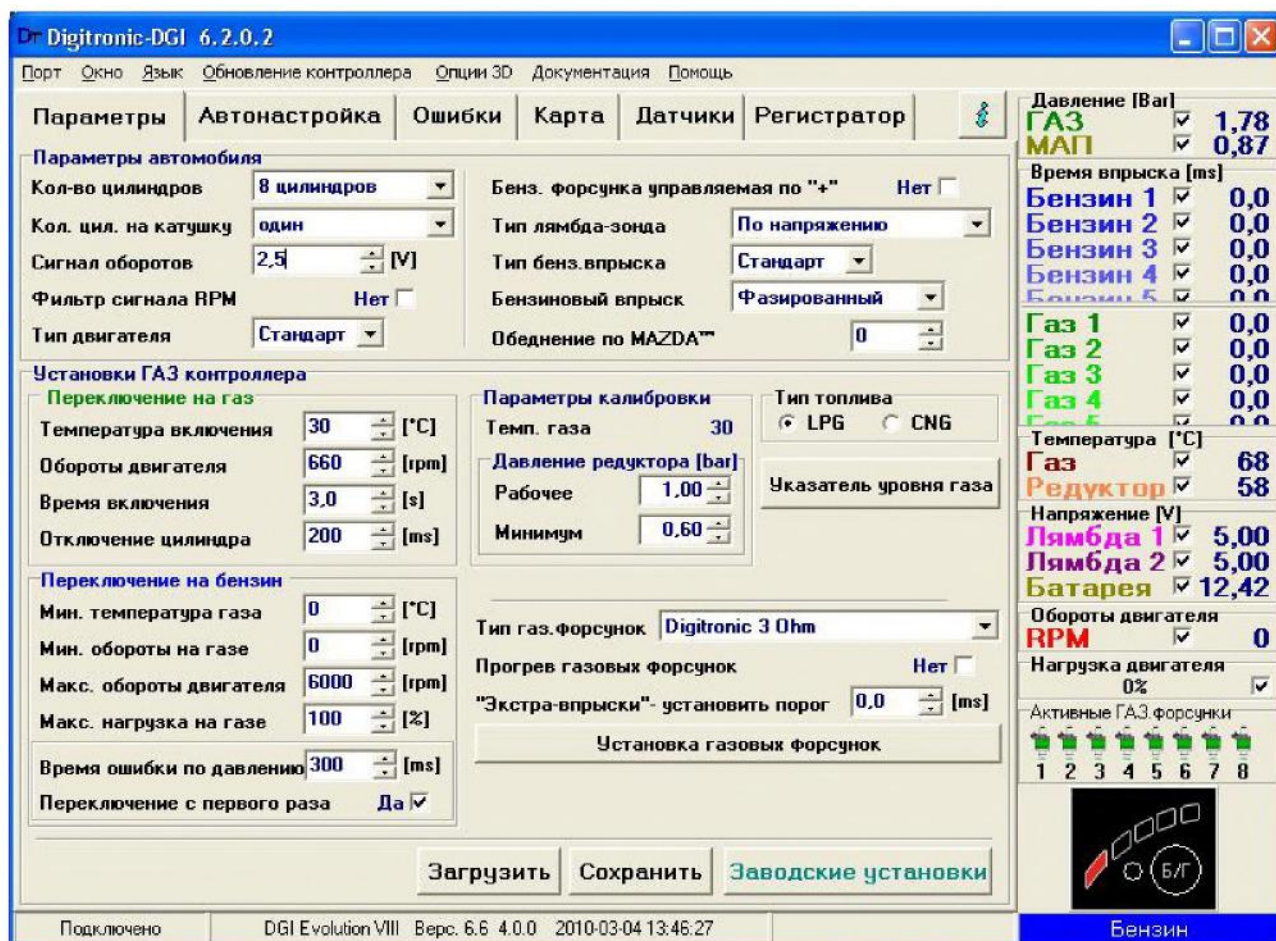 Digitronic-DGI 6.2.0.2
Порт Окно Язык Обновление контроллера Опции 3D Документация Помощь
Параметры Автонастройка Ошибки Карта Датчики Регистратор
Параметры автомобиля
Кол-во цилиндров 8 цилиндров
Кол. цил. на катушку один
Сигнал оборотов 2,5 [V]
Фильтр сигнала RPM Нет
Тип двигателя Стандарт
Бенз. форсунка управляемая по "+" Нет
Тип лямбда-зонда По напряжению
Тип бенз.впрыска Стандарт
Бензиновый впрыск Фазированный
Обеднение по MAZDA"" 0
Установки ГАЗ контроллера
Переключение на газ
Температура включения 30 [°C]
Обороты двигателя 660 [rpm]
Время включения 3,0 [s]
Отключение цилиндра 200 [ms]
Параметры калибровки
Темп. газа 30
Давление редуктора [bar]
Рабочее 1,00
Минимум 0,60
Тип топлива
LPG CNG
Указатель уровня газа
Переключение на бензин
Мин. температура газа 0 [°C]
Мин. обороты на газе 0 [rpm]
Макс. обороты двигателя 6000 [rpm]
Макс. нагрузка на газе 100 [%]
Время ошибки по давлению 300 [ms]
Переключение с первого раза Да
Тип газ.форсунок Digitronic 3 Ohm
Прогрев газовых форсунок Нет
"Экстра-впрыски"- установить порог 0,0 [ms]
Установка газовых форсунок
Загрузить Сохранить Заводские установки
Давление [Bar]
ГАЗ 1,78
МАП 0,87
Время впрыска [ms]
Бензин 1 0,0
Бензин 2 0,0
Бензин 3 0,0
Бензин 4 0,0
Бензин 5 0,0
Газ 1 0,0
Газ 2 0,0
Газ 3 0,0
Газ 4 0,0
Газ 5 0,0
Температура [°C]
Газ 68
Редуктор 58
Напряжение [V]
Лямбда 1 5,00
Лямбда 2 5,00
Батарея 12,42
Обороты двигателя
RPM 0
Нагрузка двигателя
0%
Активные ГАЗ.форсунки
1 2 3 4 5 6 7 8
Б/Г
Подключено DGI Evolution VIII Верс. 6.6 4.0.0 2010-03-04 13:46:27 Бензин